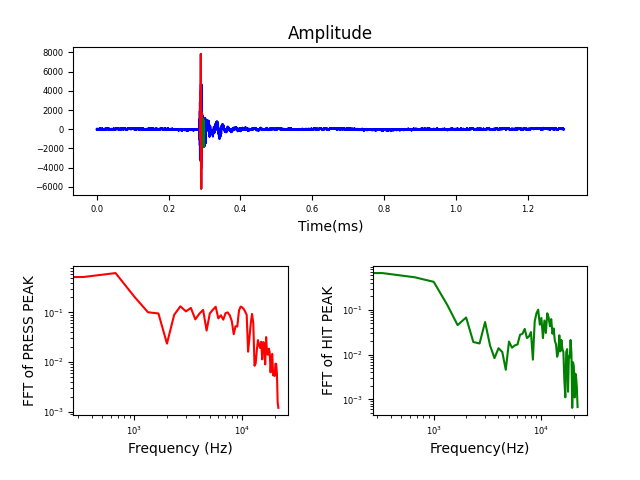 Amplitude
8000
6000
4000
2000
0
−2000
−4000
−6000
0.0 0.2 0.4 0.6 0.8 1.0 1.2
Time(ms)
FFT of PRESS PEAK
10⁻¹
10⁻²
10⁻³
10³ 10⁴
Frequency (Hz)
FFT of HIT PEAK
10⁻¹
10⁻²
10⁻³
10³ 10⁴
Frequency(Hz)